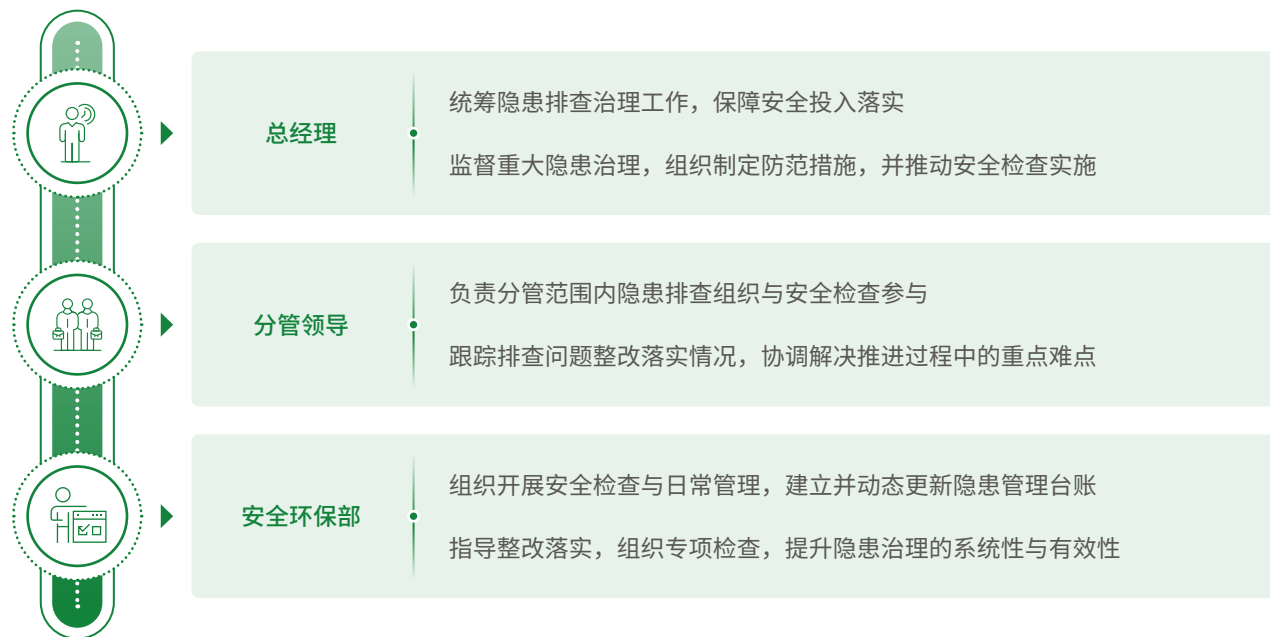 总经理
统筹隐患排查治理工作，保障安全投入落实
监督重大隐患治理，组织制定防范措施，并推动安全检查实施
分管领导
负责分管范围内隐患排查组织与安全检查参与
跟踪排查问题整改落实情况，协调解决推进过程中的重点难点
安全环保部
组织开展安全检查与日常管理，建立并动态更新隐患管理台账
指导整改落实，组织专项检查，提升隐患治理的系统性与有效性